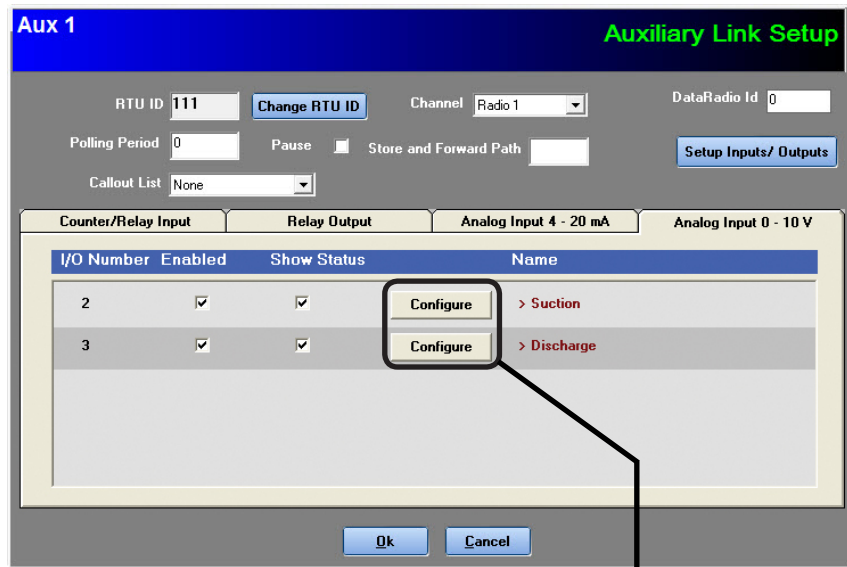 Aux 1
Auxiliary Link Setup
RTU ID 111 Change RTU ID Channel Radio 1 DataRadio Id 0
Polling Period 0 Pause Store and Forward Path Setup Inputs/ Outputs
Callout List None
Counter/Relay Input Relay Output Analog Input 4 - 20 mA Analog Input 0 - 10 V
I/O Number Enabled Show Status Name
2 Configure > Suction
3 Configure > Discharge
Ok Cancel